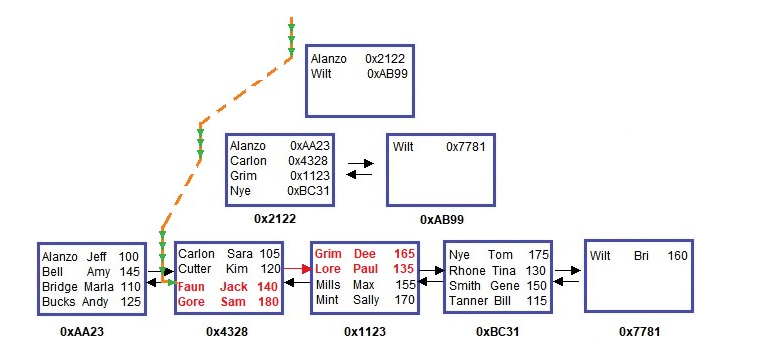 Alanzo 0x2122
Wilt 0xAB99
Alanzo 0xAA23
Carlon 0x4328
Grim 0x1123
Nye 0xBC31
0x2122
Wilt 0x7781
0xAB99
Alanzo Jeff 100
Bell Amy 145
Bridge Marla 110
Bucks Andy 125
0xAA23
Carlon Sara 105
Cutter Kim 120
Faun Jack 140
Gore Sam 180
0x4328
Grim Dee 165
Lore Paul 135
Mills Max 155
Mint Sally 170
0x1123
Nye Tom 175
Rhone Tina 130
Smith Gene 150
Tanner Bill 115
0xBC31
Wilt Bri 160
0x7781